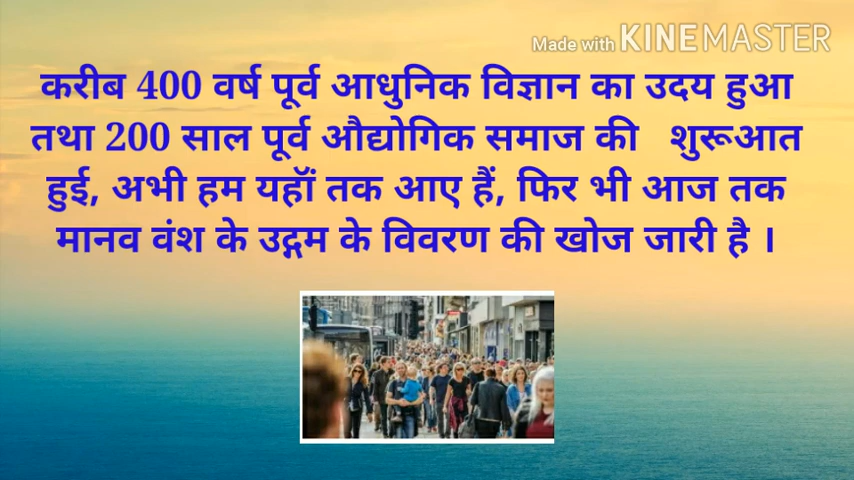 Made with KINEMASTER
करीब 400 वर्ष पूर्व आधुनिक विज्ञान का उदय हुआ
तथा 200 साल पूर्व औद्योगिक समाज की शुरूआत
हुई, अभी हम यहाॅं तक आए हैं, फिर भी आज तक
मानव वंश के उद्गम के विवरण की खोज जारी है ।